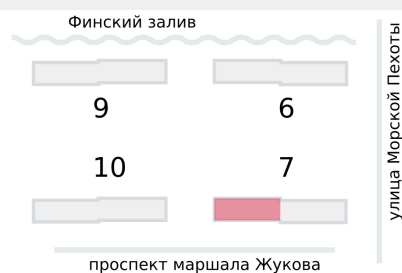 Финский залив
9 6
10 7
проспект маршала Жукова
улица Морской Пехоты